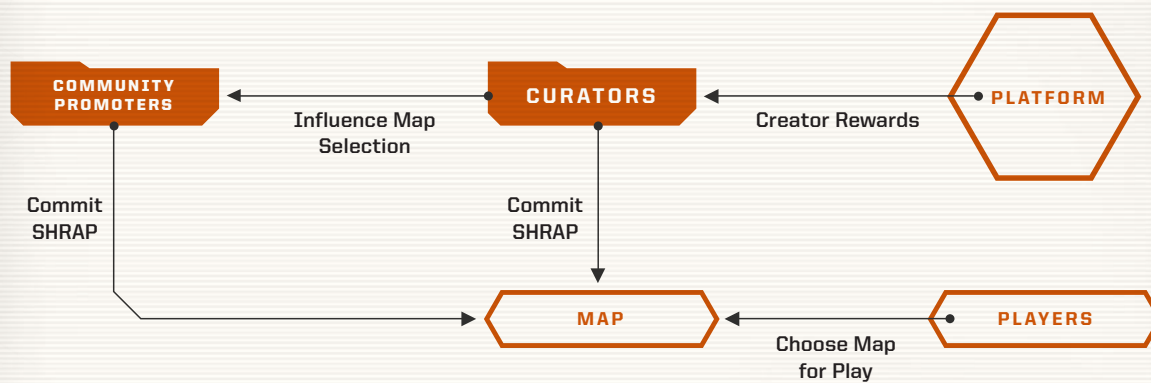 COMMUNITY
PROMOTERS
CURATORS
PLATFORM
Influence Map
Selection
Creator Rewards
Commit
SHRAP
Commit
SHRAP
MAP
PLAYERS
Choose Map
for Play